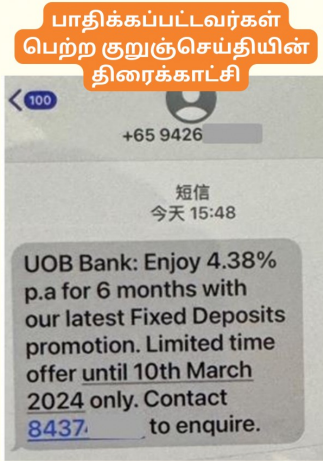 பாதிக்கப்பட்டவர்கள்
பெற்ற குறுஞ்செய்தியின்
திரைக்காட்சி
100
+65 9426
短信
今天 15:48
UOB Bank: Enjoy 4.38%
p.a for 6 months with
our latest Fixed Deposits
promotion. Limited time
offer until 10th March
2024 only. Contact
8437 to enquire.